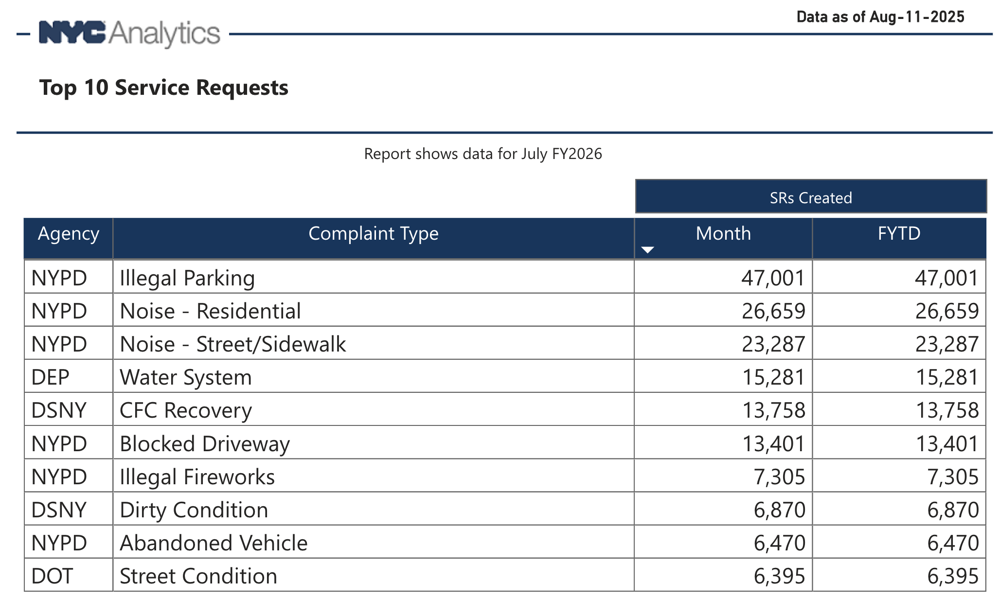 Data as of Aug-11-2025
NYC Analytics
Top 10 Service Requests
Report shows data for July FY2026
SRs Created
Agency Complaint Type Month FYTD
NYPD Illegal Parking 47,001 47,001
NYPD Noise - Residential 26,659 26,659
NYPD Noise - Street/Sidewalk 23,287 23,287
DEP Water System 15,281 15,281
DSNY CFC Recovery 13,758 13,758
NYPD Blocked Driveway 13,401 13,401
NYPD Illegal Fireworks 7,305 7,305
DSNY Dirty Condition 6,870 6,870
NYPD Abandoned Vehicle 6,470 6,470
DOT Street Condition 6,395 6,395